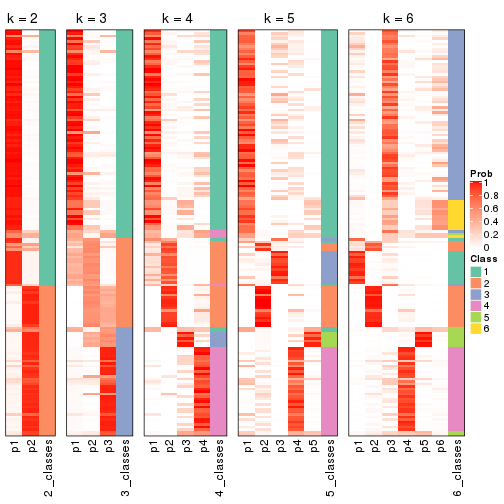 k = 2
k = 3
k = 4
k = 5
k = 6
Prob
1
0.8
0.6
0.4
0.2
0
Class
1
2
3
4
5
6
p1
p2
2_classes
p1
p2
p3
3_classes
p1
p2
p3
p4
4_classes
p1
p2
p3
p4
p5
5_classes
p1
p2
p3
p4
p5
p6
6_classes